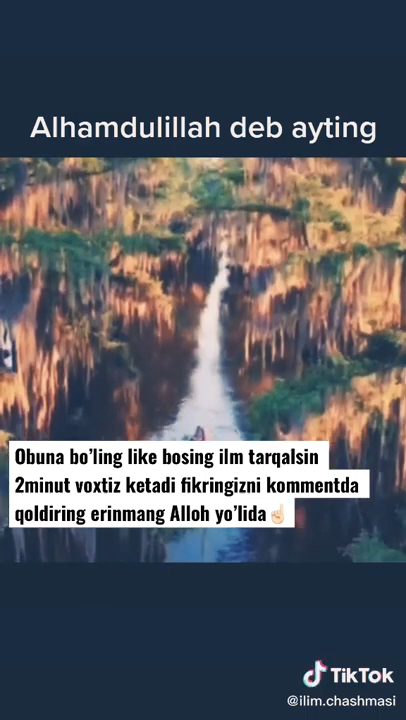 Alhamdulillah deb ayting
Obuna bo’ling like bosing ilm tarqalsin
2minut voxtiz ketadi fikringizni kommentda
qoldiring erinmang Alloh yo’lida☝🏻
TikTok
@ilim.chashmasi